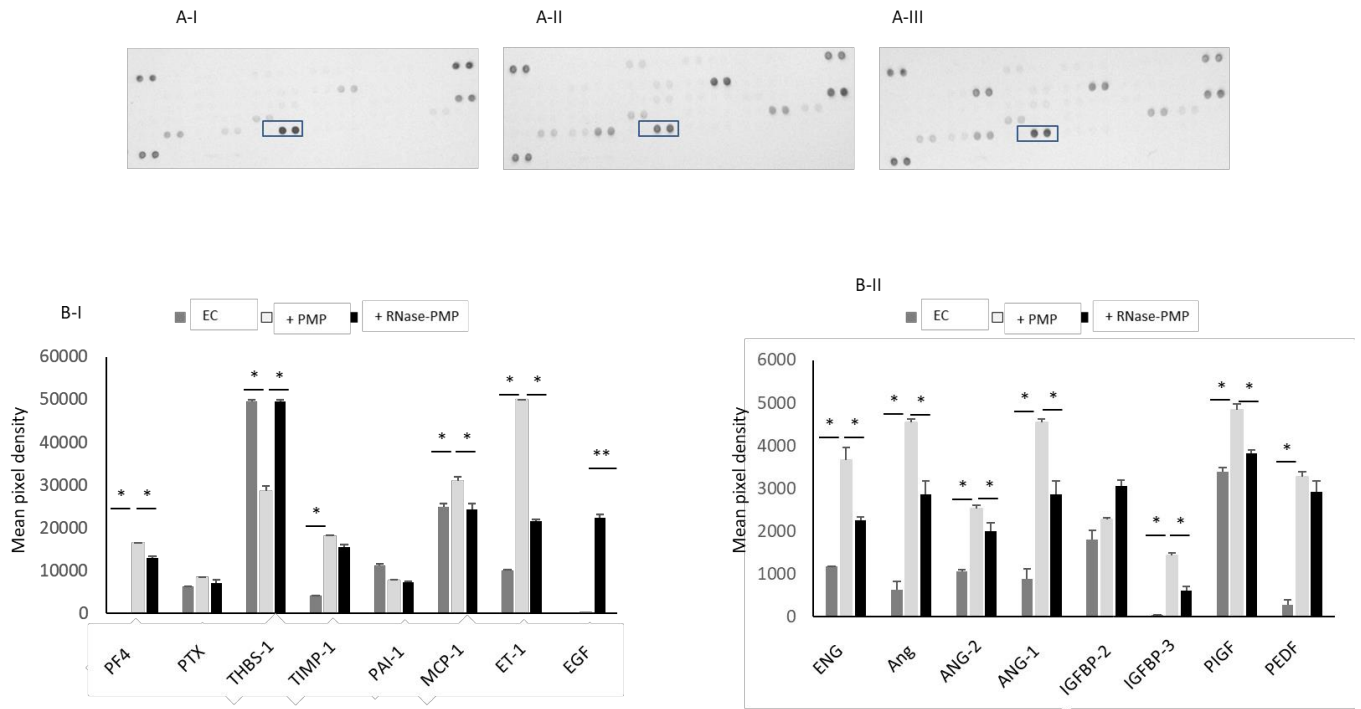 A-I
A-II
A-III
B-I
EC
+ PMP
+ RNase-PMP
Mean pixel density
60000
50000
40000
30000
20000
10000
0
* *
* *
*
* *
* *
**
PF4
PTX
THBS-1
TIMP-1
PAI-1
MCP-1
ET-1
EGF
B-II
EC
+ PMP
+ RNase-PMP
Mean pixel density
6000
5000
4000
3000
2000
1000
0
* *
* *
* *
* *
* *
* *
*
ENG
Ang
ANG-2
ANG-1
IGFBP-2
IGFBP-3
PIGF
PEDF